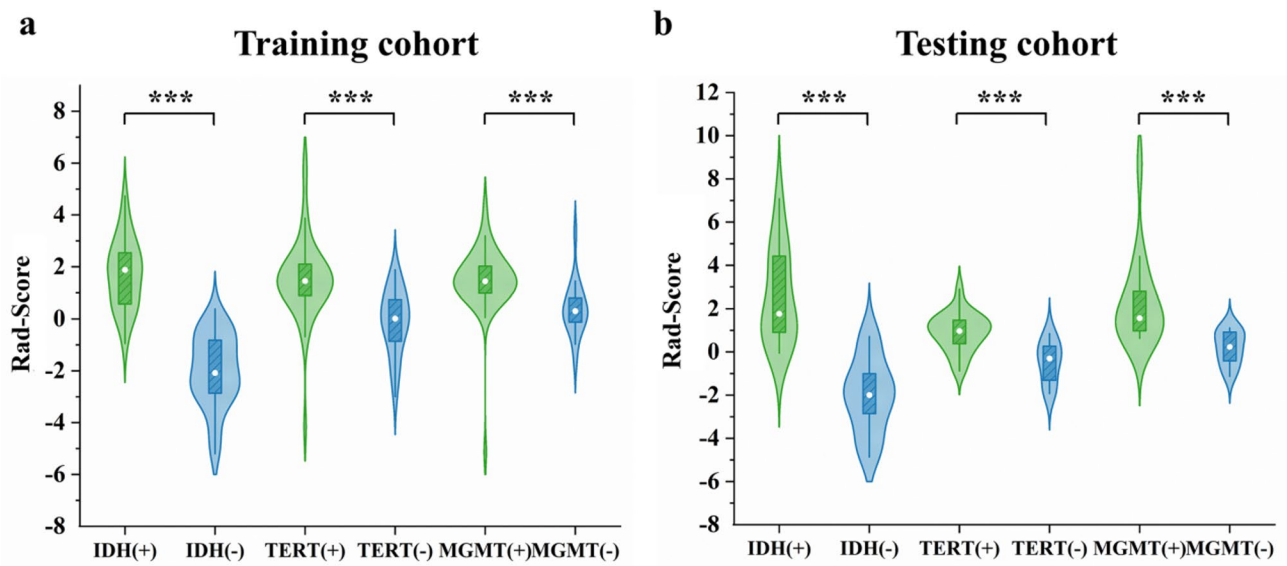 a
Training cohort
*** *** ***
Rad-Score
8
6
4
2
0
-2
-4
-6
-8
IDH(+) IDH(-) TERT(+) TERT(-) MGMT(+) MGMT(-)
b
Testing cohort
*** *** ***
Rad-Score
12
10
8
6
4
2
0
-2
-4
-6
-8
IDH(+) IDH(-) TERT(+) TERT(-) MGMT(+) MGMT(-)